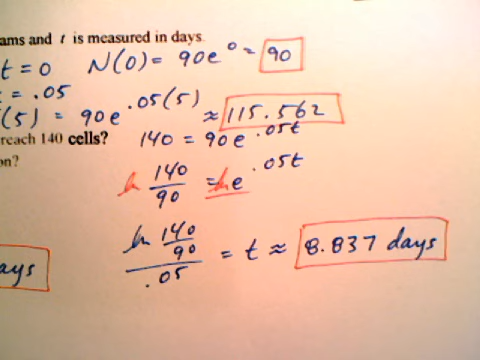 ams and t is measured in days.
t = 0 N(0) = 90e^0 = 90
= .05
(5) = 90e^.05(5) ≈ 115.562
reach 140 cells? 140 = 90e^.05t
on?
ln 140/90 = ln e^.05t
ln 140/90 / .05 = t ≈ 8.837 days
ays